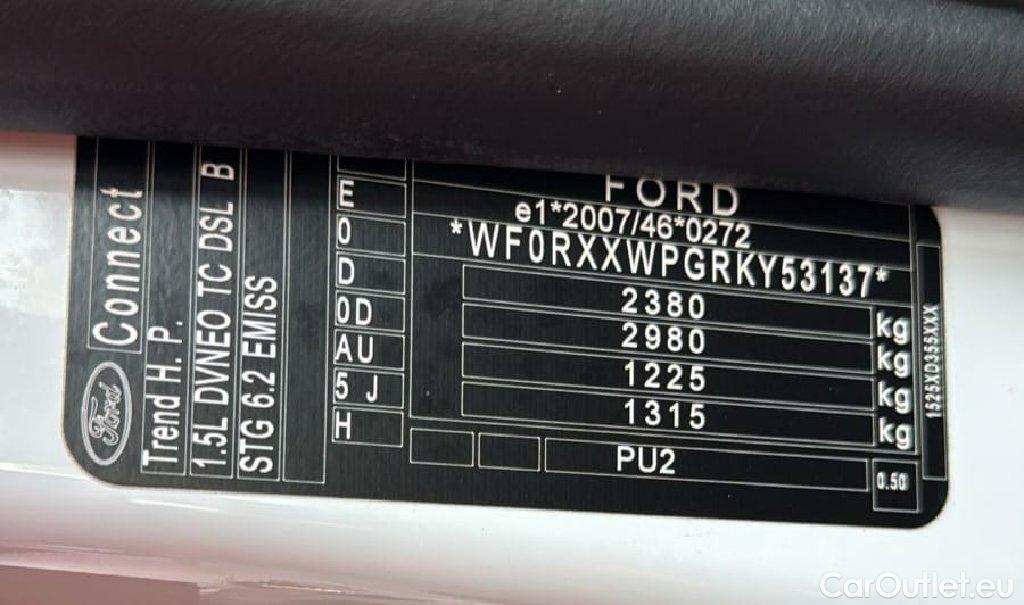 FORD
e1*2007/46*0272
*WF0RXXWPGRKY53137*
2380 kg
2980 kg
1225 kg
1315 kg
PU2
0.50
E
0
D
0D
AU
5 J
H
Ford
Connect
Trend H. P.
1.5L DVNEO TC DSL B
STG 6.2 EMISS
1525XD355XXX
CarOutlet.eu